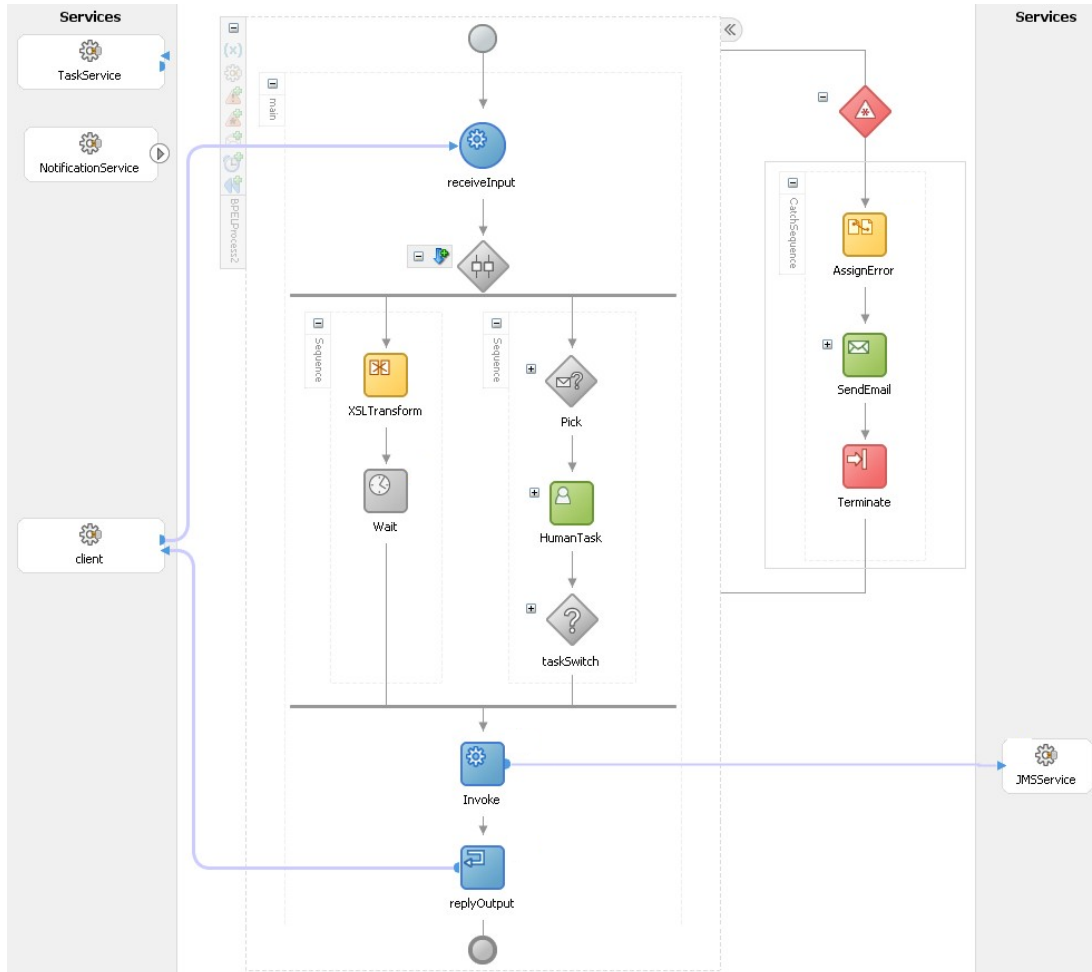 Services
Services
TaskService
NotificationService
client
(x)
BPELProcess2
main
receiveInput
Sequence
XSLTransform
Wait
Sequence
Pick
HumanTask
taskSwitch
Invoke
replyOutput
CatchSequence
AssignError
SendEmail
Terminate
JMSService